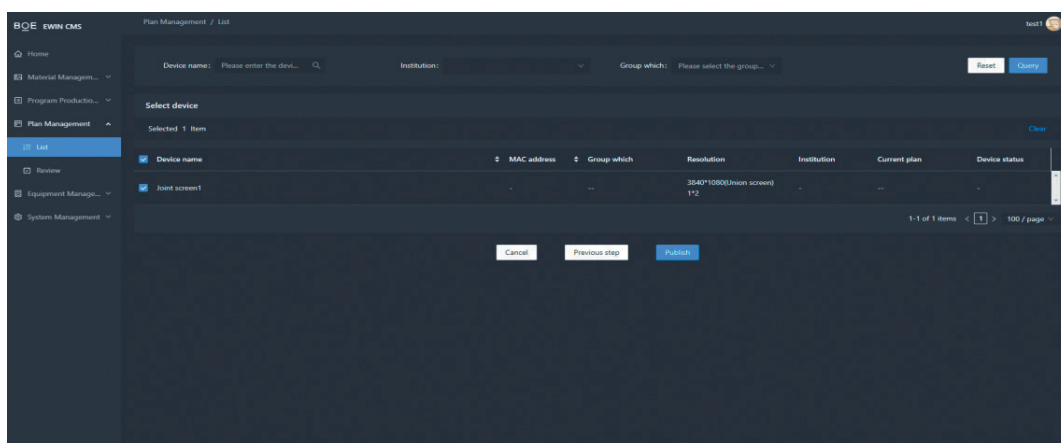 BOE EWIN CMS
Plan Management / List
test1
Home
Material Managem...
Program Productio...
Plan Management
List
Review
Equipment Manage...
System Management
Device name: Please enter the devi...
Institution:
Group which: Please select the group...
Reset
Query
Select device
Selected 1 Item
Clear
Device name MAC address Group which Resolution Institution Current plan Device status
Joint screen1 - -- 3840*1080(Union screen) - -- -
1*2
1-1 of 1 items < 1 > 100 / page
Cancel
Previous step
Publish